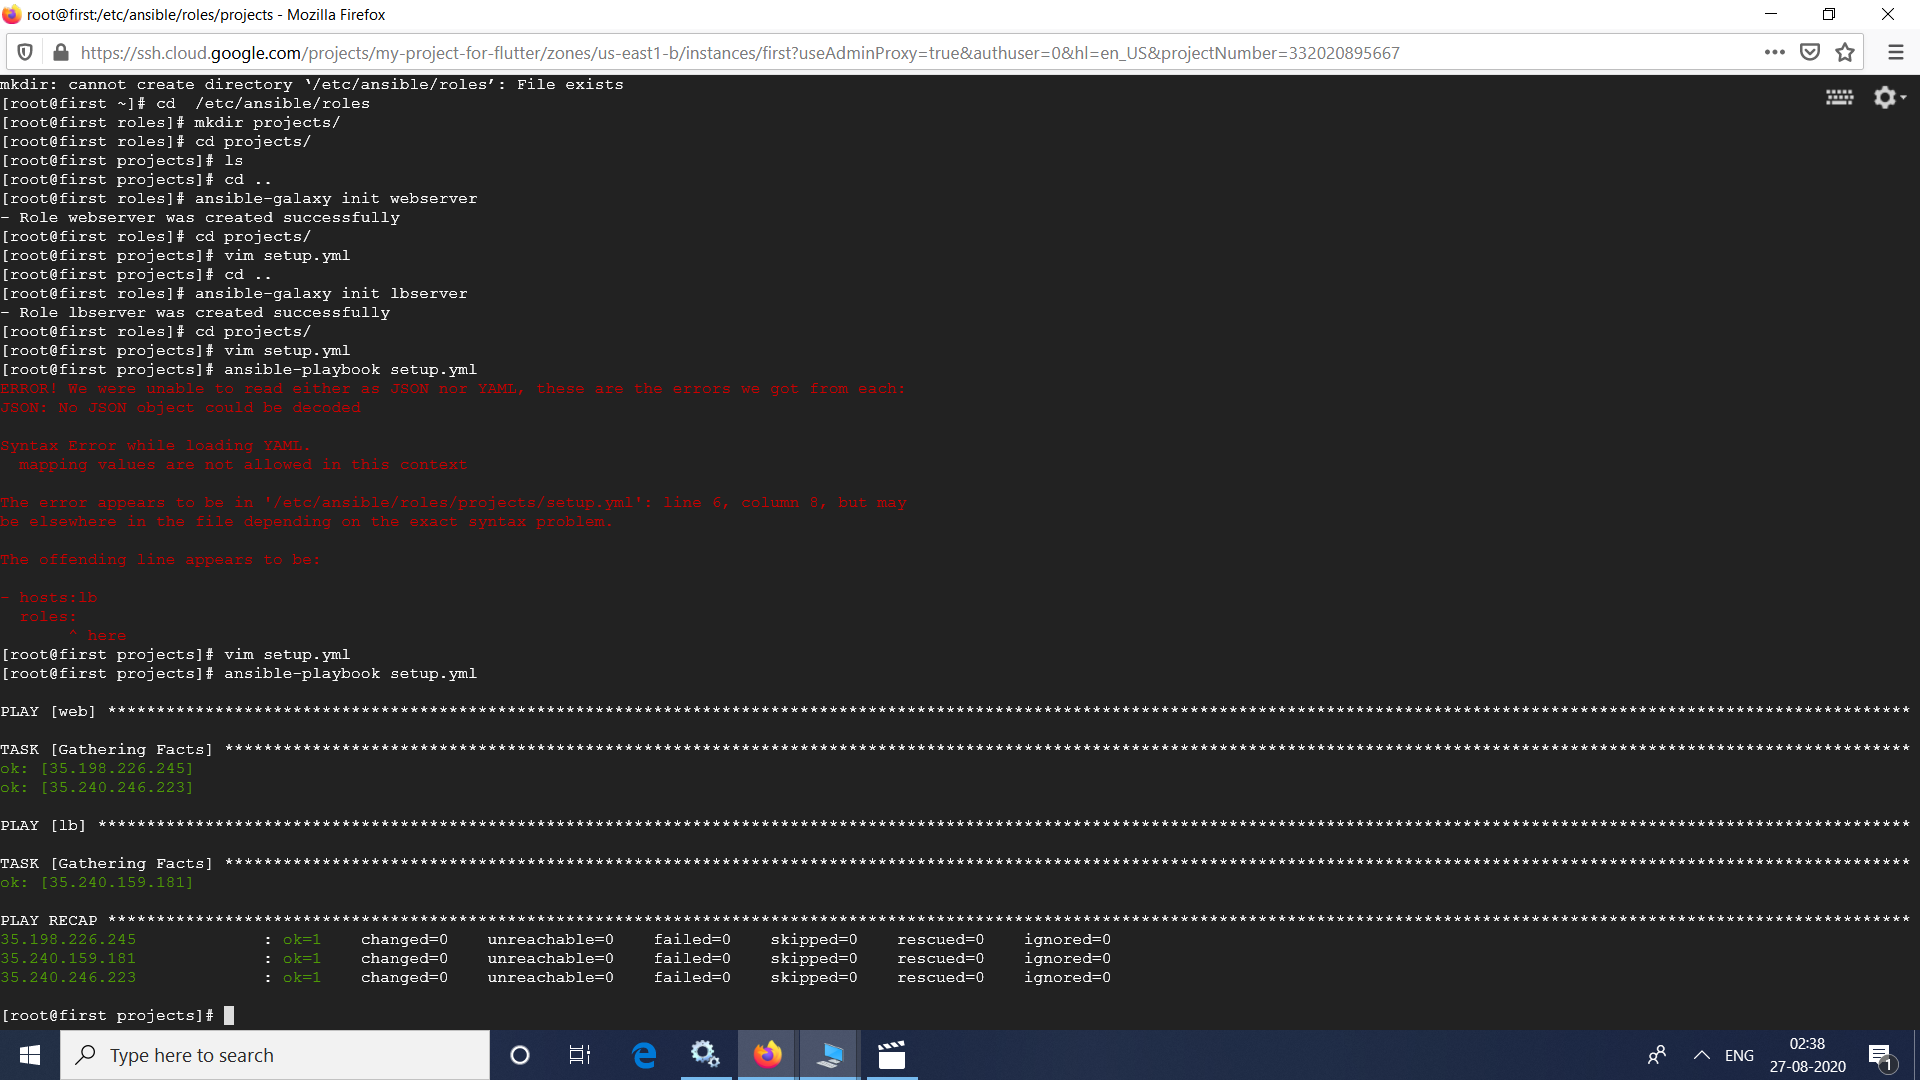 root@first:/etc/ansible/roles/projects - Mozilla Firefox
https://ssh.cloud.google.com/projects/my-project-for-flutter/zones/us-east1-b/instances/first?useAdminProxy=true&authuser=0&hl=en_US&projectNumber=332020895667
mkdir: cannot create directory ‘/etc/ansible/roles’: File exists
[root@first ~]# cd  /etc/ansible/roles
[root@first roles]# mkdir projects/
[root@first roles]# cd projects/
[root@first projects]# ls
[root@first projects]# cd ..
[root@first roles]# ansible-galaxy init webserver
- Role webserver was created successfully
[root@first roles]# cd projects/
[root@first projects]# vim setup.yml
[root@first projects]# cd ..
[root@first roles]# ansible-galaxy init lbserver
- Role lbserver was created successfully
[root@first roles]# cd projects/
[root@first projects]# vim setup.yml
[root@first projects]# ansible-playbook setup.yml
ERROR! We were unable to read either as JSON nor YAML, these are the errors we got from each:
JSON: No JSON object could be decoded
Syntax Error while loading YAML.
  mapping values are not allowed in this context
The error appears to be in '/etc/ansible/roles/projects/setup.yml': line 6, column 8, but may
be elsewhere in the file depending on the exact syntax problem.
The offending line appears to be:
- hosts:lb
  roles:
       ^ here
[root@first projects]# vim setup.yml
[root@first projects]# ansible-playbook setup.yml
PLAY [web] ****************************************************************************************************************************************************************************************
TASK [Gathering Facts] ****************************************************************************************************************************************************************************
ok: [35.198.226.245]
ok: [35.240.246.223]
PLAY [lb] *****************************************************************************************************************************************************************************************
TASK [Gathering Facts] ****************************************************************************************************************************************************************************
ok: [35.240.159.181]
PLAY RECAP ****************************************************************************************************************************************************************************************
35.198.226.245             : ok=1    changed=0    unreachable=0    failed=0    skipped=0    rescued=0    ignored=0
35.240.159.181             : ok=1    changed=0    unreachable=0    failed=0    skipped=0    rescued=0    ignored=0
35.240.246.223             : ok=1    changed=0    unreachable=0    failed=0    skipped=0    rescued=0    ignored=0
[root@first projects]#
Type here to search
ENG
02:38
27-08-2020
1